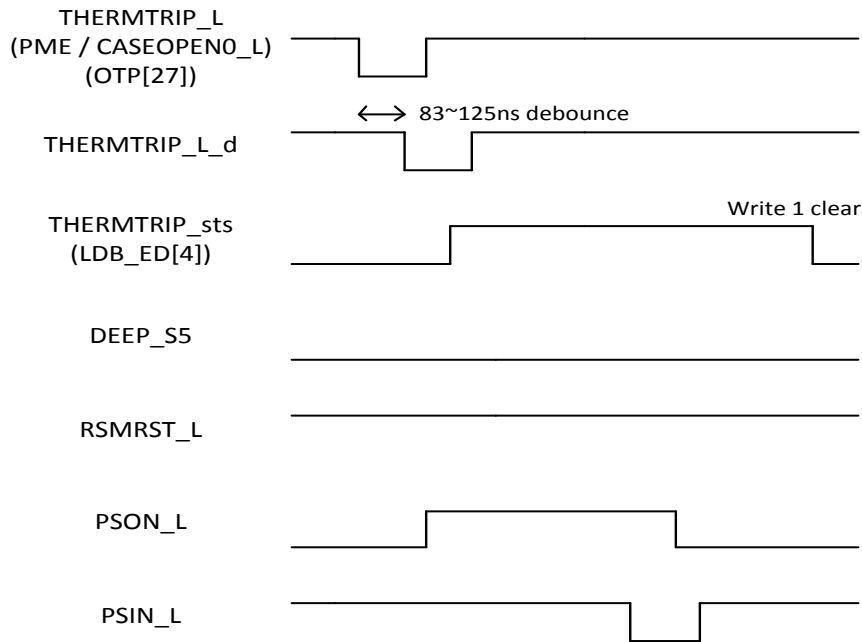 THERMTRIP_L
(PME / CASEOPEN0_L)
(OTP[27])
83~125ns debounce
THERMTRIP_L_d
Write 1 clear
THERMTRIP_sts
(LDB_ED[4])
DEEP_S5
RSMRST_L
PSON_L
PSIN_L